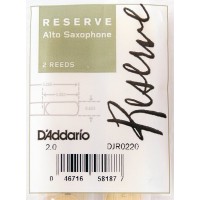 RESERVE
Alto Saxophone
2 REEDS
Reserve
D'Addario
2.0 DJR0220
0 46716 58187